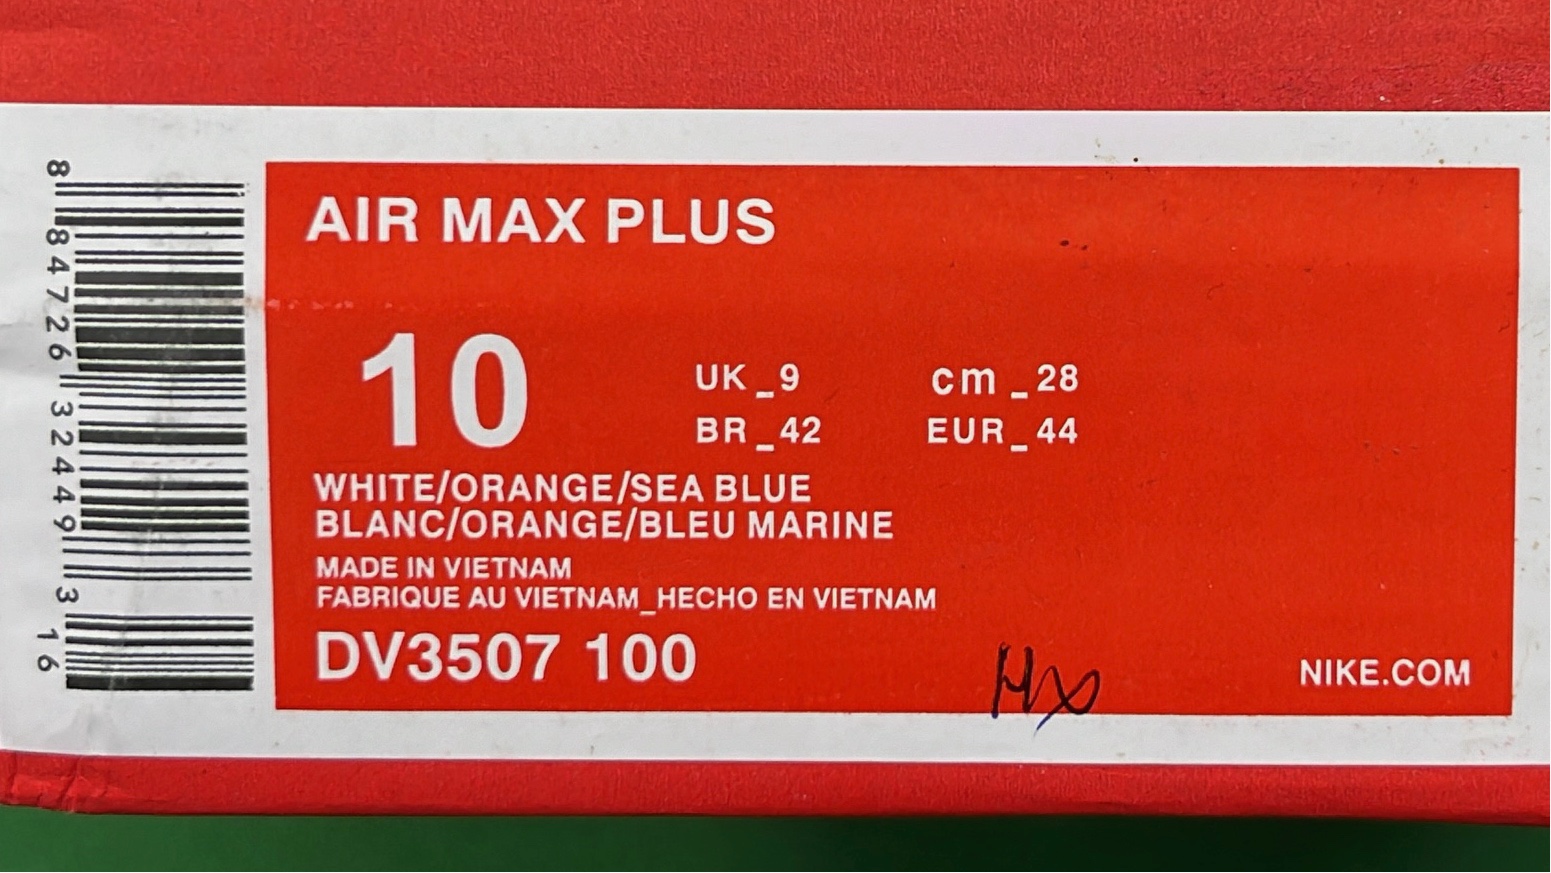 8 84726 32449 3 16
AIR MAX PLUS
10
UK_9 cm_28
BR_42 EUR_44
WHITE/ORANGE/SEA BLUE
BLANC/ORANGE/BLEU MARINE
MADE IN VIETNAM
FABRIQUE AU VIETNAM_HECHO EN VIETNAM
DV3507 100
NIKE.COM